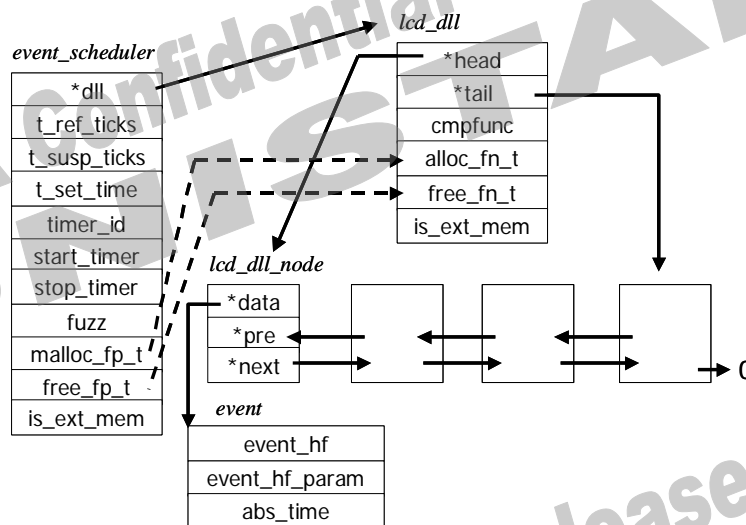 event_scheduler
*dll
t_ref_ticks
t_susp_ticks
t_set_time
timer_id
start_timer
stop_timer
fuzz
malloc_fp_t
free_fp_t
is_ext_mem
lcd_dll
*head
*tail
cmpfunc
alloc_fn_t
free_fn_t
is_ext_mem
lcd_dll_node
*data
*pre
*next
event
event_hf
event_hf_param
abs_time
Confidential